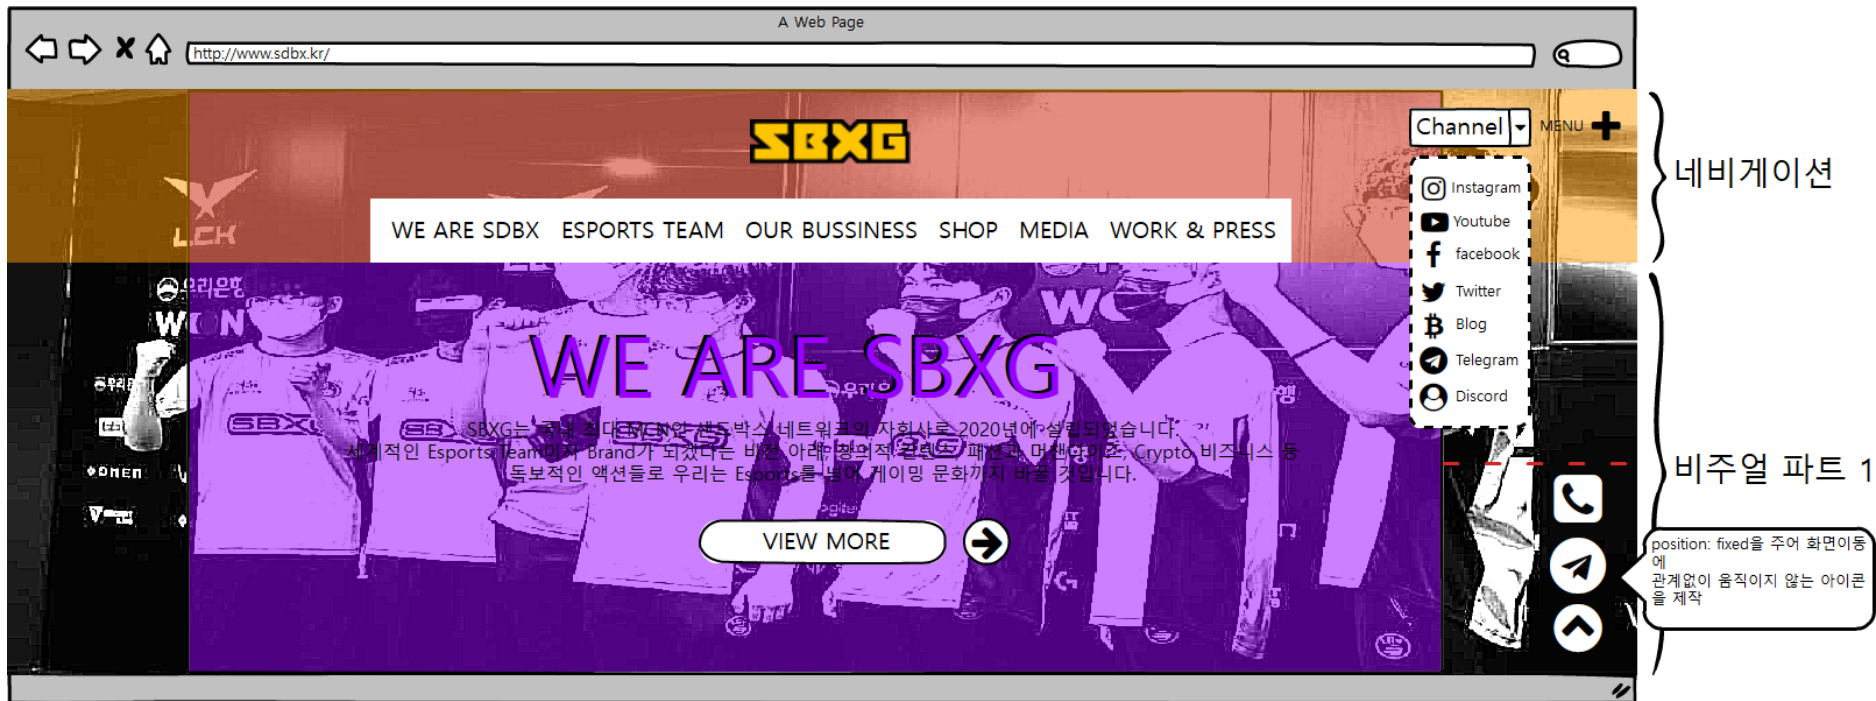 A Web Page
http://www.sdbx.kr/
SBXG
Channel
MENU
네비게이션
Instagram
Youtube
facebook
Twitter
Blog
Telegram
Discord
LCK
WE ARE SDBX ESPORTS TEAM OUR BUSSINESS SHOP MEDIA WORK & PRESS
우리은행
WE ARE SBXG
SBXG는 국내 최대 MCN인 샌드박스 네트워크의 자회사로 2020년에 설립되었습니다.
세계적인 Esports Team이자 Brand가 되겠다는 비전 아래, 창의적 컨텐츠, 패션과 머챈다이즈, Crypto 비즈니스 등
독보적인 액션들로 우리는 Esports를 넘어 게이밍 문화까지 바꿀 것입니다.
VIEW MORE
비주얼 파트 1
position: fixed을 주어 화면이동
에
관계없이 움직이지 않는 아이콘
을 제작